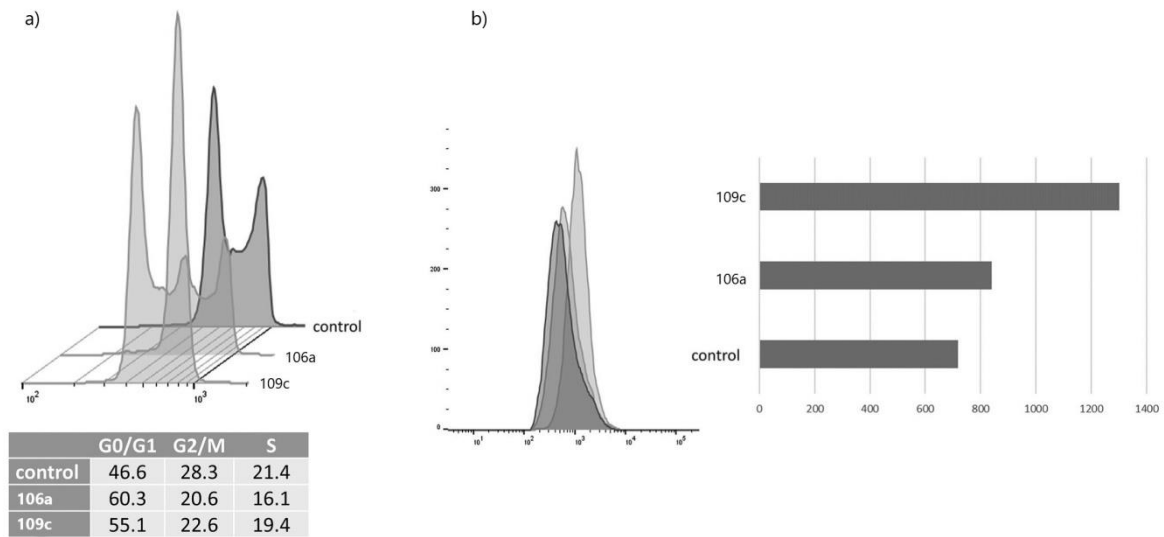 a)
control
106a
109c
10²
10³
G0/G1 G2/M S
control 46.6 28.3 21.4
106a 60.3 20.6 16.1
109c 55.1 22.6 19.4
b)
300
200
100
0
10¹ 10² 10³ 10⁴ 10⁵
109c
106a
control
0 200 400 600 800 1000 1200 1400